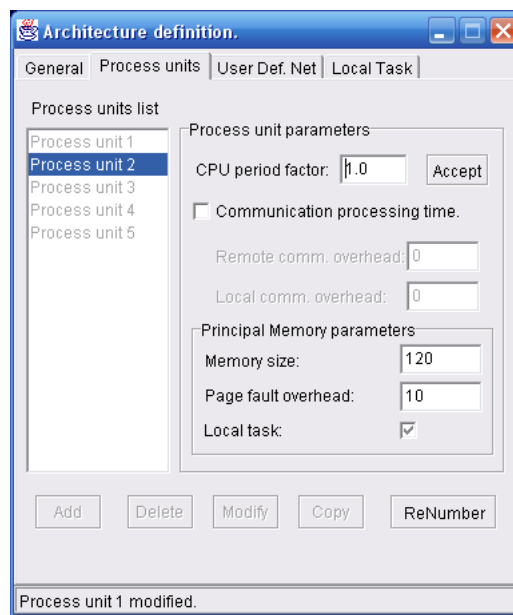 Architecture definition.
General Process units User Def. Net Local Task
Process units list
Process unit 1
Process unit 2
Process unit 3
Process unit 4
Process unit 5
Process unit parameters
CPU period factor: 1.0 Accept
Communication processing time.
Remote comm. overhead: 0
Local comm. overhead: 0
Principal Memory parameters
Memory size: 120
Page fault overhead: 10
Local task:
Add Delete Modify Copy ReNumber
Process unit 1 modified.